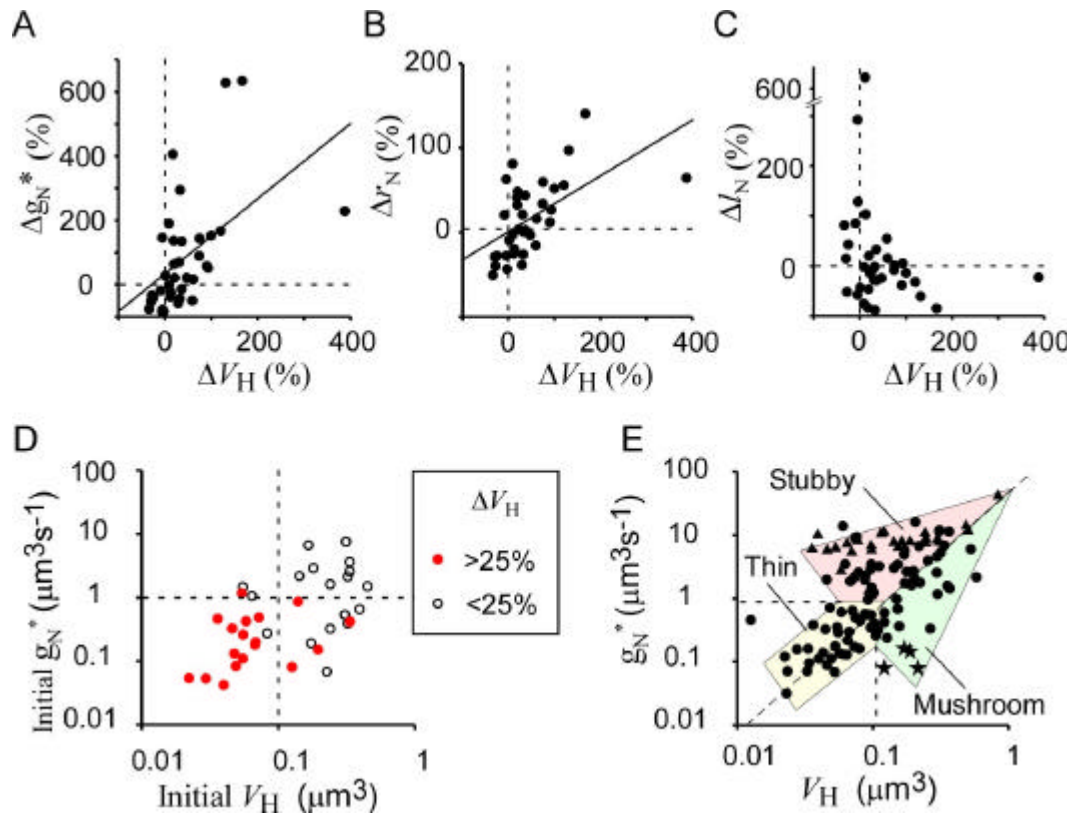 A
Δg_N* (%)
600
400
200
0
0
200
400
ΔV_H (%)
B
Δr_N (%)
200
100
0
-100
0
200
400
ΔV_H (%)
C
Δl_N (%)
600
200
0
0
200
400
ΔV_H (%)
D
Initial g_N* (μm³s⁻¹)
100
10
1
0.1
0.01
0.01
0.1
1
Initial V_H (μm³)
ΔV_H
>25%
<25%
E
g_N* (μm³s⁻¹)
100
10
1
0.1
0.01
0.01
0.1
1
V_H (μm³)
Stubby
Thin
Mushroom